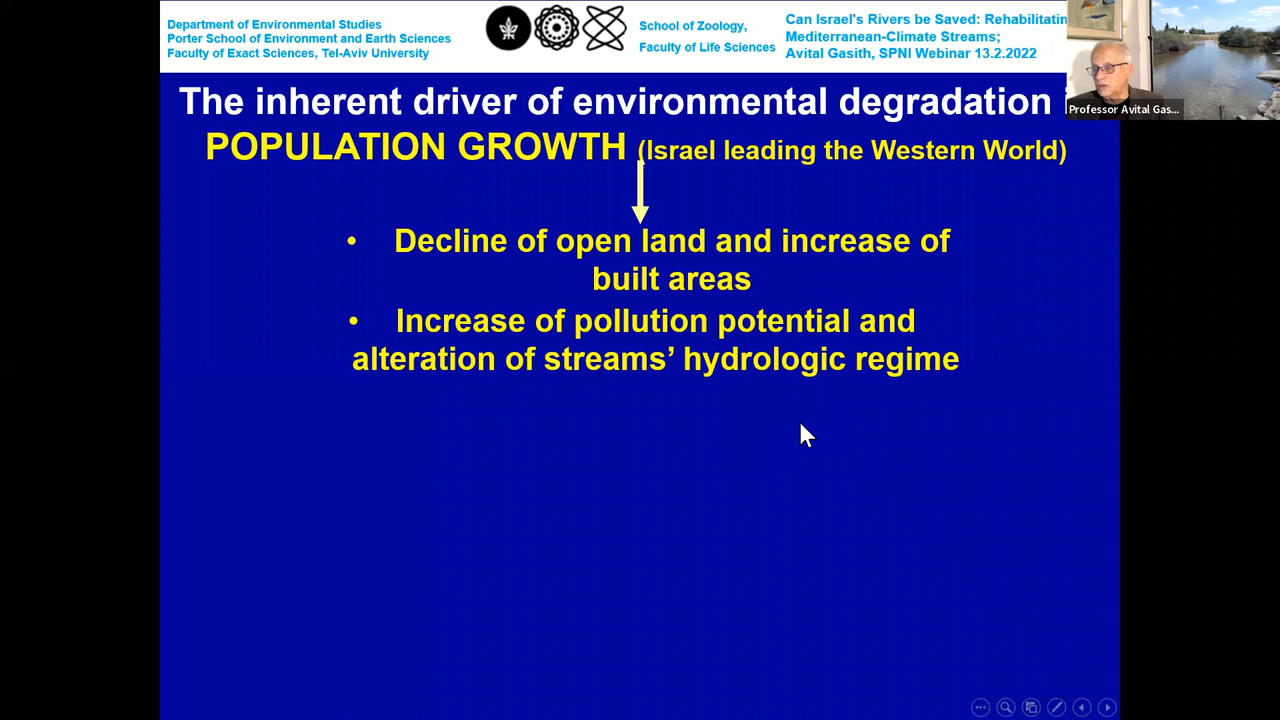 Department of Environmental Studies
Porter School of Environment and Earth Sciences
Faculty of Exact Sciences, Tel-Aviv University
School of Zoology,
Faculty of Life Sciences
Can Israel's Rivers be Saved: Rehabilitatin
Mediterranean-Climate Streams;
Avital Gasith, SPNI Webinar 13.2.2022
Professor Avital Gas...
The inherent driver of environmental degradation
POPULATION GROWTH (Israel leading the Western World)
• Decline of open land and increase of
built areas
• Increase of pollution potential and
alteration of streams’ hydrologic regime